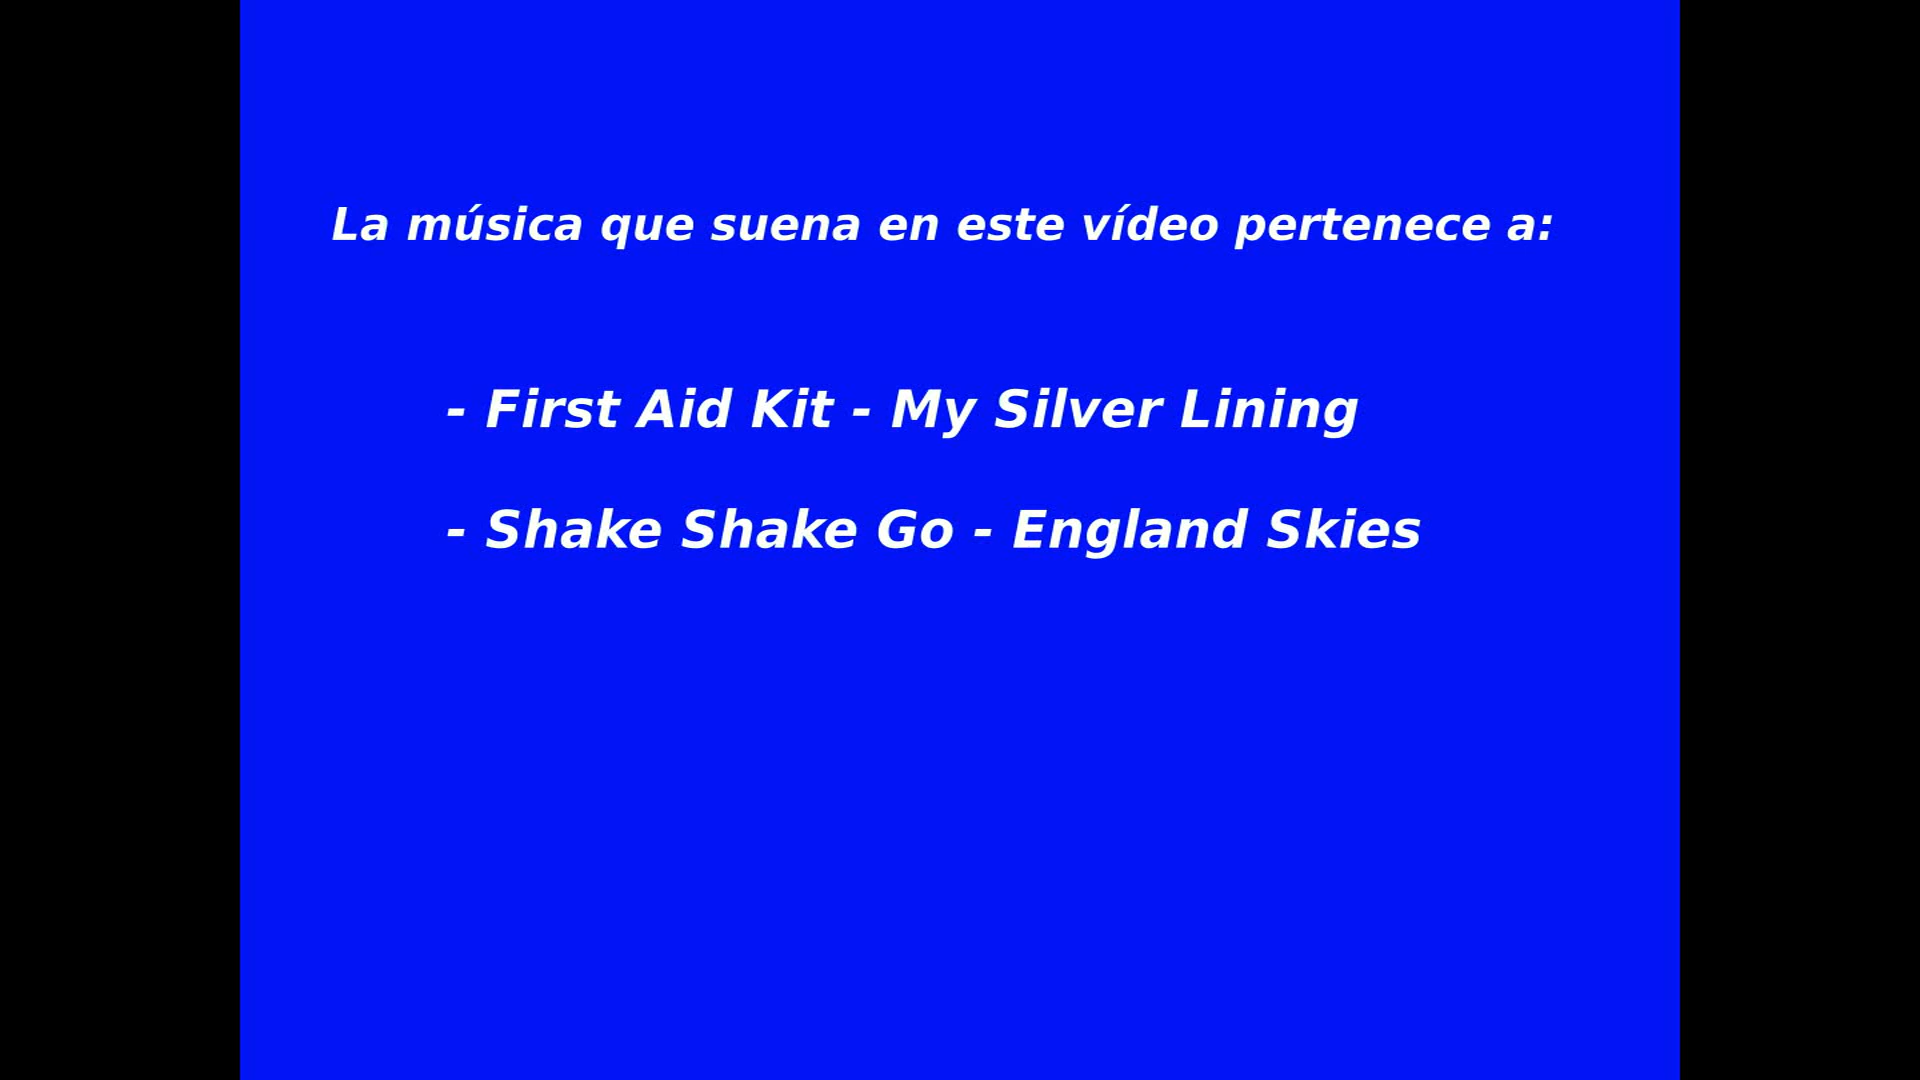 La música que suena en este vídeo pertenece a:
- First Aid Kit - My Silver Lining
- Shake Shake Go - England Skies